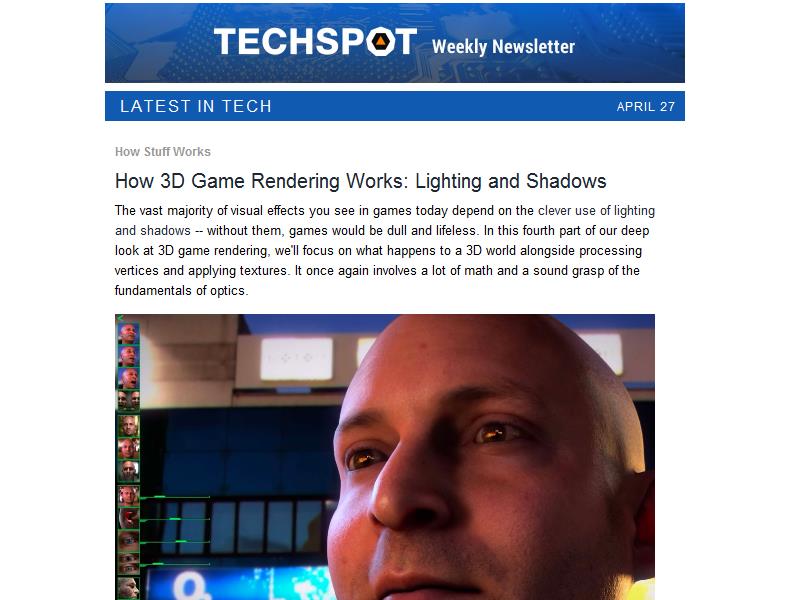 TECHSPOT Weekly Newsletter
LATEST IN TECH APRIL 27
How Stuff Works
How 3D Game Rendering Works: Lighting and Shadows
The vast majority of visual effects you see in games today depend on the clever use of lighting
and shadows -- without them, games would be dull and lifeless. In this fourth part of our deep
look at 3D game rendering, we'll focus on what happens to a 3D world alongside processing
vertices and applying textures. It once again involves a lot of math and a sound grasp of the
fundamentals of optics.